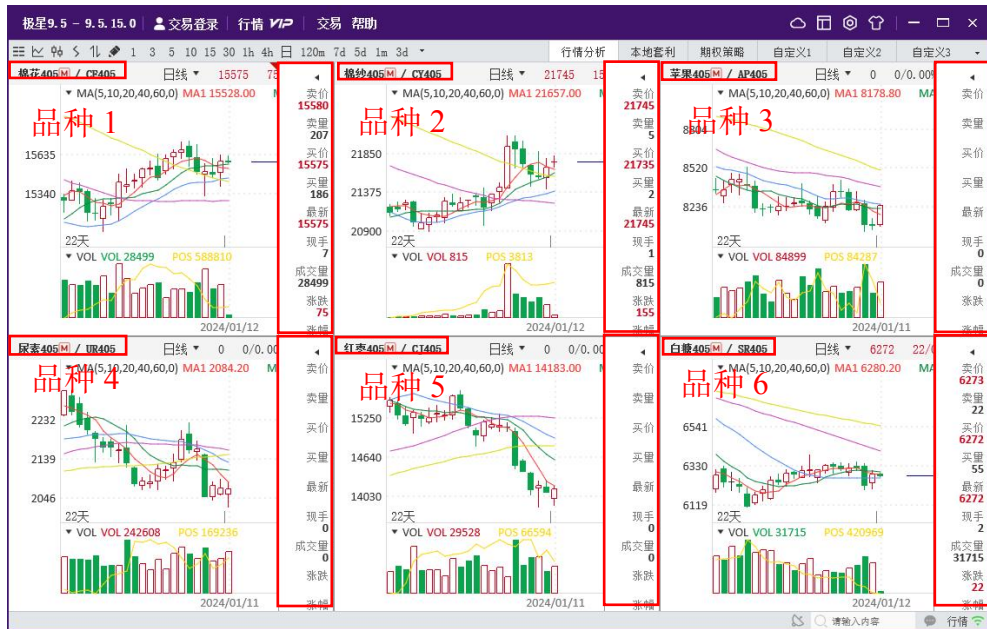 极星9.5 - 9.5.15.0 交易登录 行情 VIP 交易 帮助
1 3 5 10 15 30 1h 4h 日 120m 7d 5d 1m 3d 行情分析 本地套利 期权策略 自定义1 自定义2 自定义3
棉花405 M / CF405 日线 15575 75
MA(5,10,20,40,60,0) MA1 15528.00
品种 1
15635
15340
22天
VOL VOL 28499 POS 588810
2024/01/12
卖价
15580
卖量
207
买价
15575
买量
186
最新
15575
现手
7
成交量
28499
涨跌
75
涨幅
棉纱405 M / CY405 日线 21745 15
MA(5,10,20,40,60,0) MA1 21657.00
品种 2
21850
21375
20900
22天
VOL VOL 815 POS 3813
2024/01/12
卖价
21745
卖量
5
买价
21735
买量
2
最新
21745
现手
1
成交量
815
涨跌
155
涨幅
苹果405 M / AP405 日线 0 0/0.00%
MA(5,10,20,40,60,0) MA1 8178.80 MA
品种 3
8804
8520
8236
22天
VOL VOL 84899 POS 84287
2024/01/11
卖价
卖量
买价
买量
最新
现手
0
成交量
0
涨跌
涨幅
尿素405 M / UR405 日线 0 0/0.00
MA(5,10,20,40,60,0) MA1 2084.20 M
品种 4
2232
2139
2046
22天
VOL VOL 242608 POS 169236
2024/01/11
卖价
卖量
买价
买量
最新
现手
0
成交量
0
涨跌
涨幅
红枣405 M / CJ405 日线 0 0/0.00
MA(5,10,20,40,60,0) MA1 14183.00
品种 5
15250
14640
14030
22天
VOL VOL 29528 POS 66594
2024/01/11
卖价
卖量
买价
买量
最新
现手
0
成交量
0
涨跌
涨幅
白糖405 M / SR405 日线 6272 22/
MA(5,10,20,40,60,0) MA1 6280.20 MA
品种 6
6541
6330
6119
22天
VOL VOL 31715 POS 420969
2024/01/12
卖价
6273
卖量
22
买价
6272
买量
55
最新
6272
现手
2
成交量
31715
涨跌
22
涨幅
请输入内容 行情